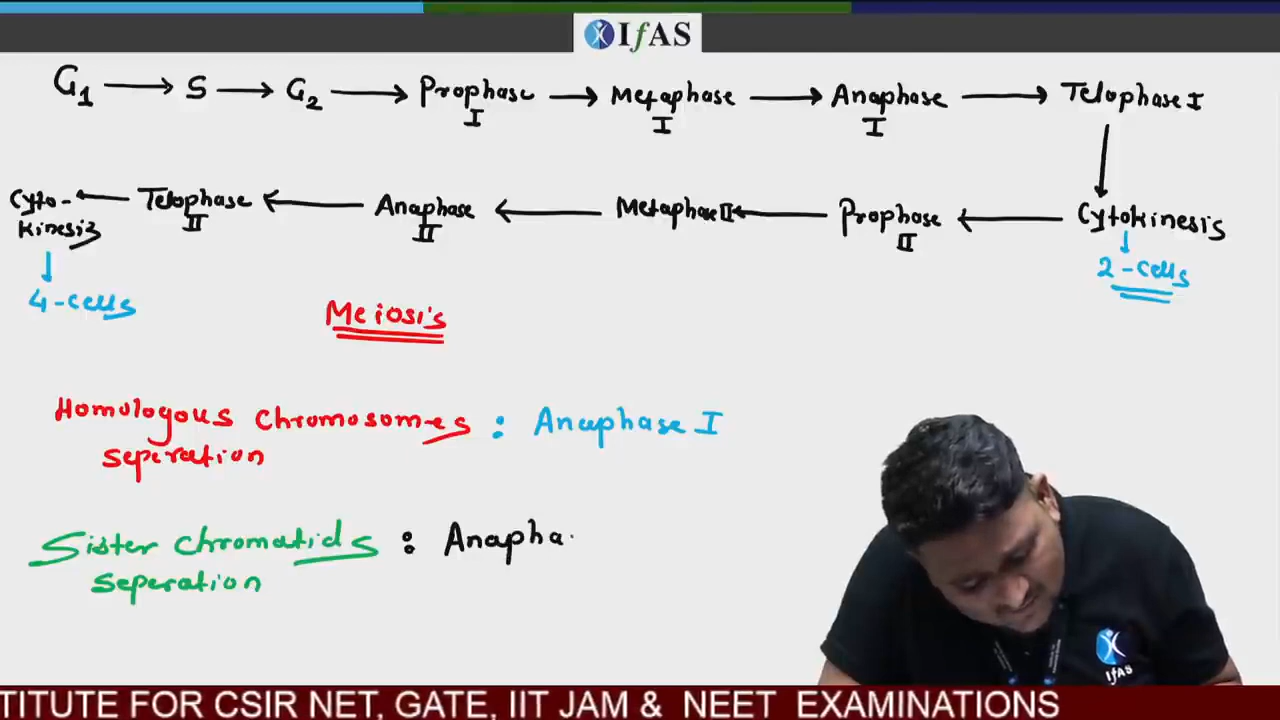 IfAS
G1 → S → G2 → Prophase I → Metaphase I → Anaphase I → Telophase I
Cyto-kinesis ← Telophase II ← Anaphase II ← Metaphase II ← Prophase II ← Cytokinesis
↓ 2-cells
↓ 4-cells
Meiosis
Homologous chromosomes : Anaphase I
seperation
Sister chromatids : Anapha
seperation
IfAS
TITUTE FOR CSIR NET, GATE, IIT JAM & NEET EXAMINATIONS